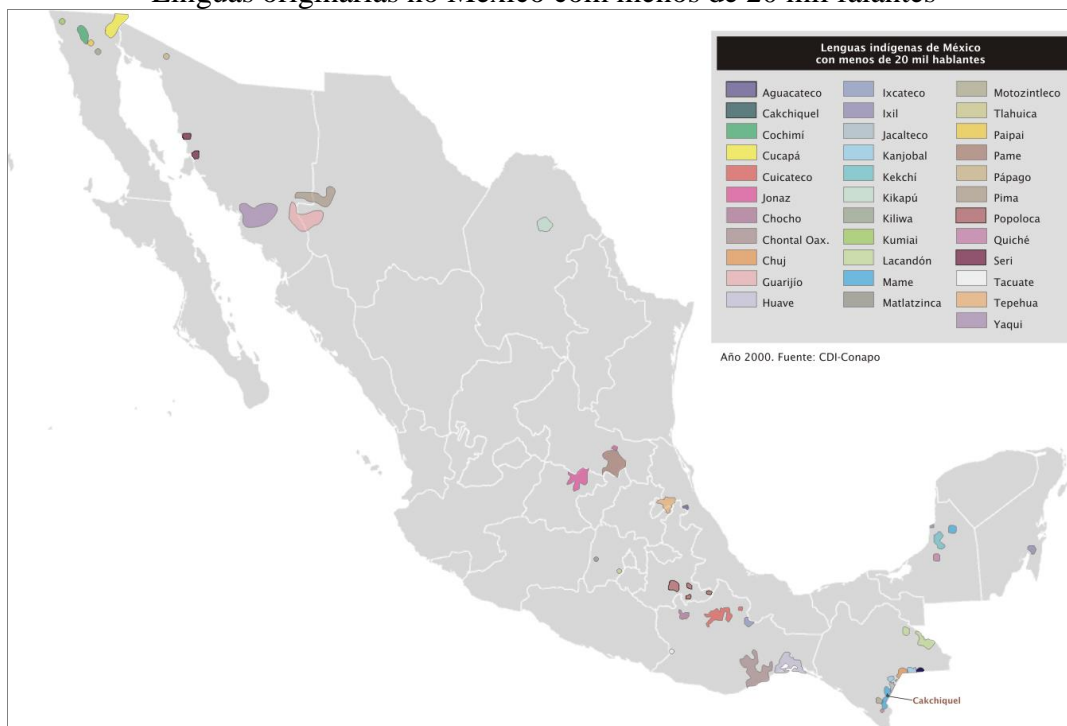 Línguas originárias no México com menos de 20 mil falantes
Lenguas indígenas de México
con menos de 20 mil hablantes
Aguacateco
Cakchiquel
Cochimí
Cucapá
Cuicateco
Jonaz
Chocho
Chontal Oax.
Chuj
Guarijío
Huave
Ixcateco
Ixil
Jacalteco
Kanjobal
Kekchí
Kikapú
Kiliwa
Kumiai
Lacandón
Mame
Matlatzinca
Motozintleco
Tlahuica
Paipai
Pame
Pápago
Pima
Popoloca
Quiché
Seri
Tacuate
Tepehua
Yaqui
Año 2000. Fuente: CDI-Conapo
Cakchiquel